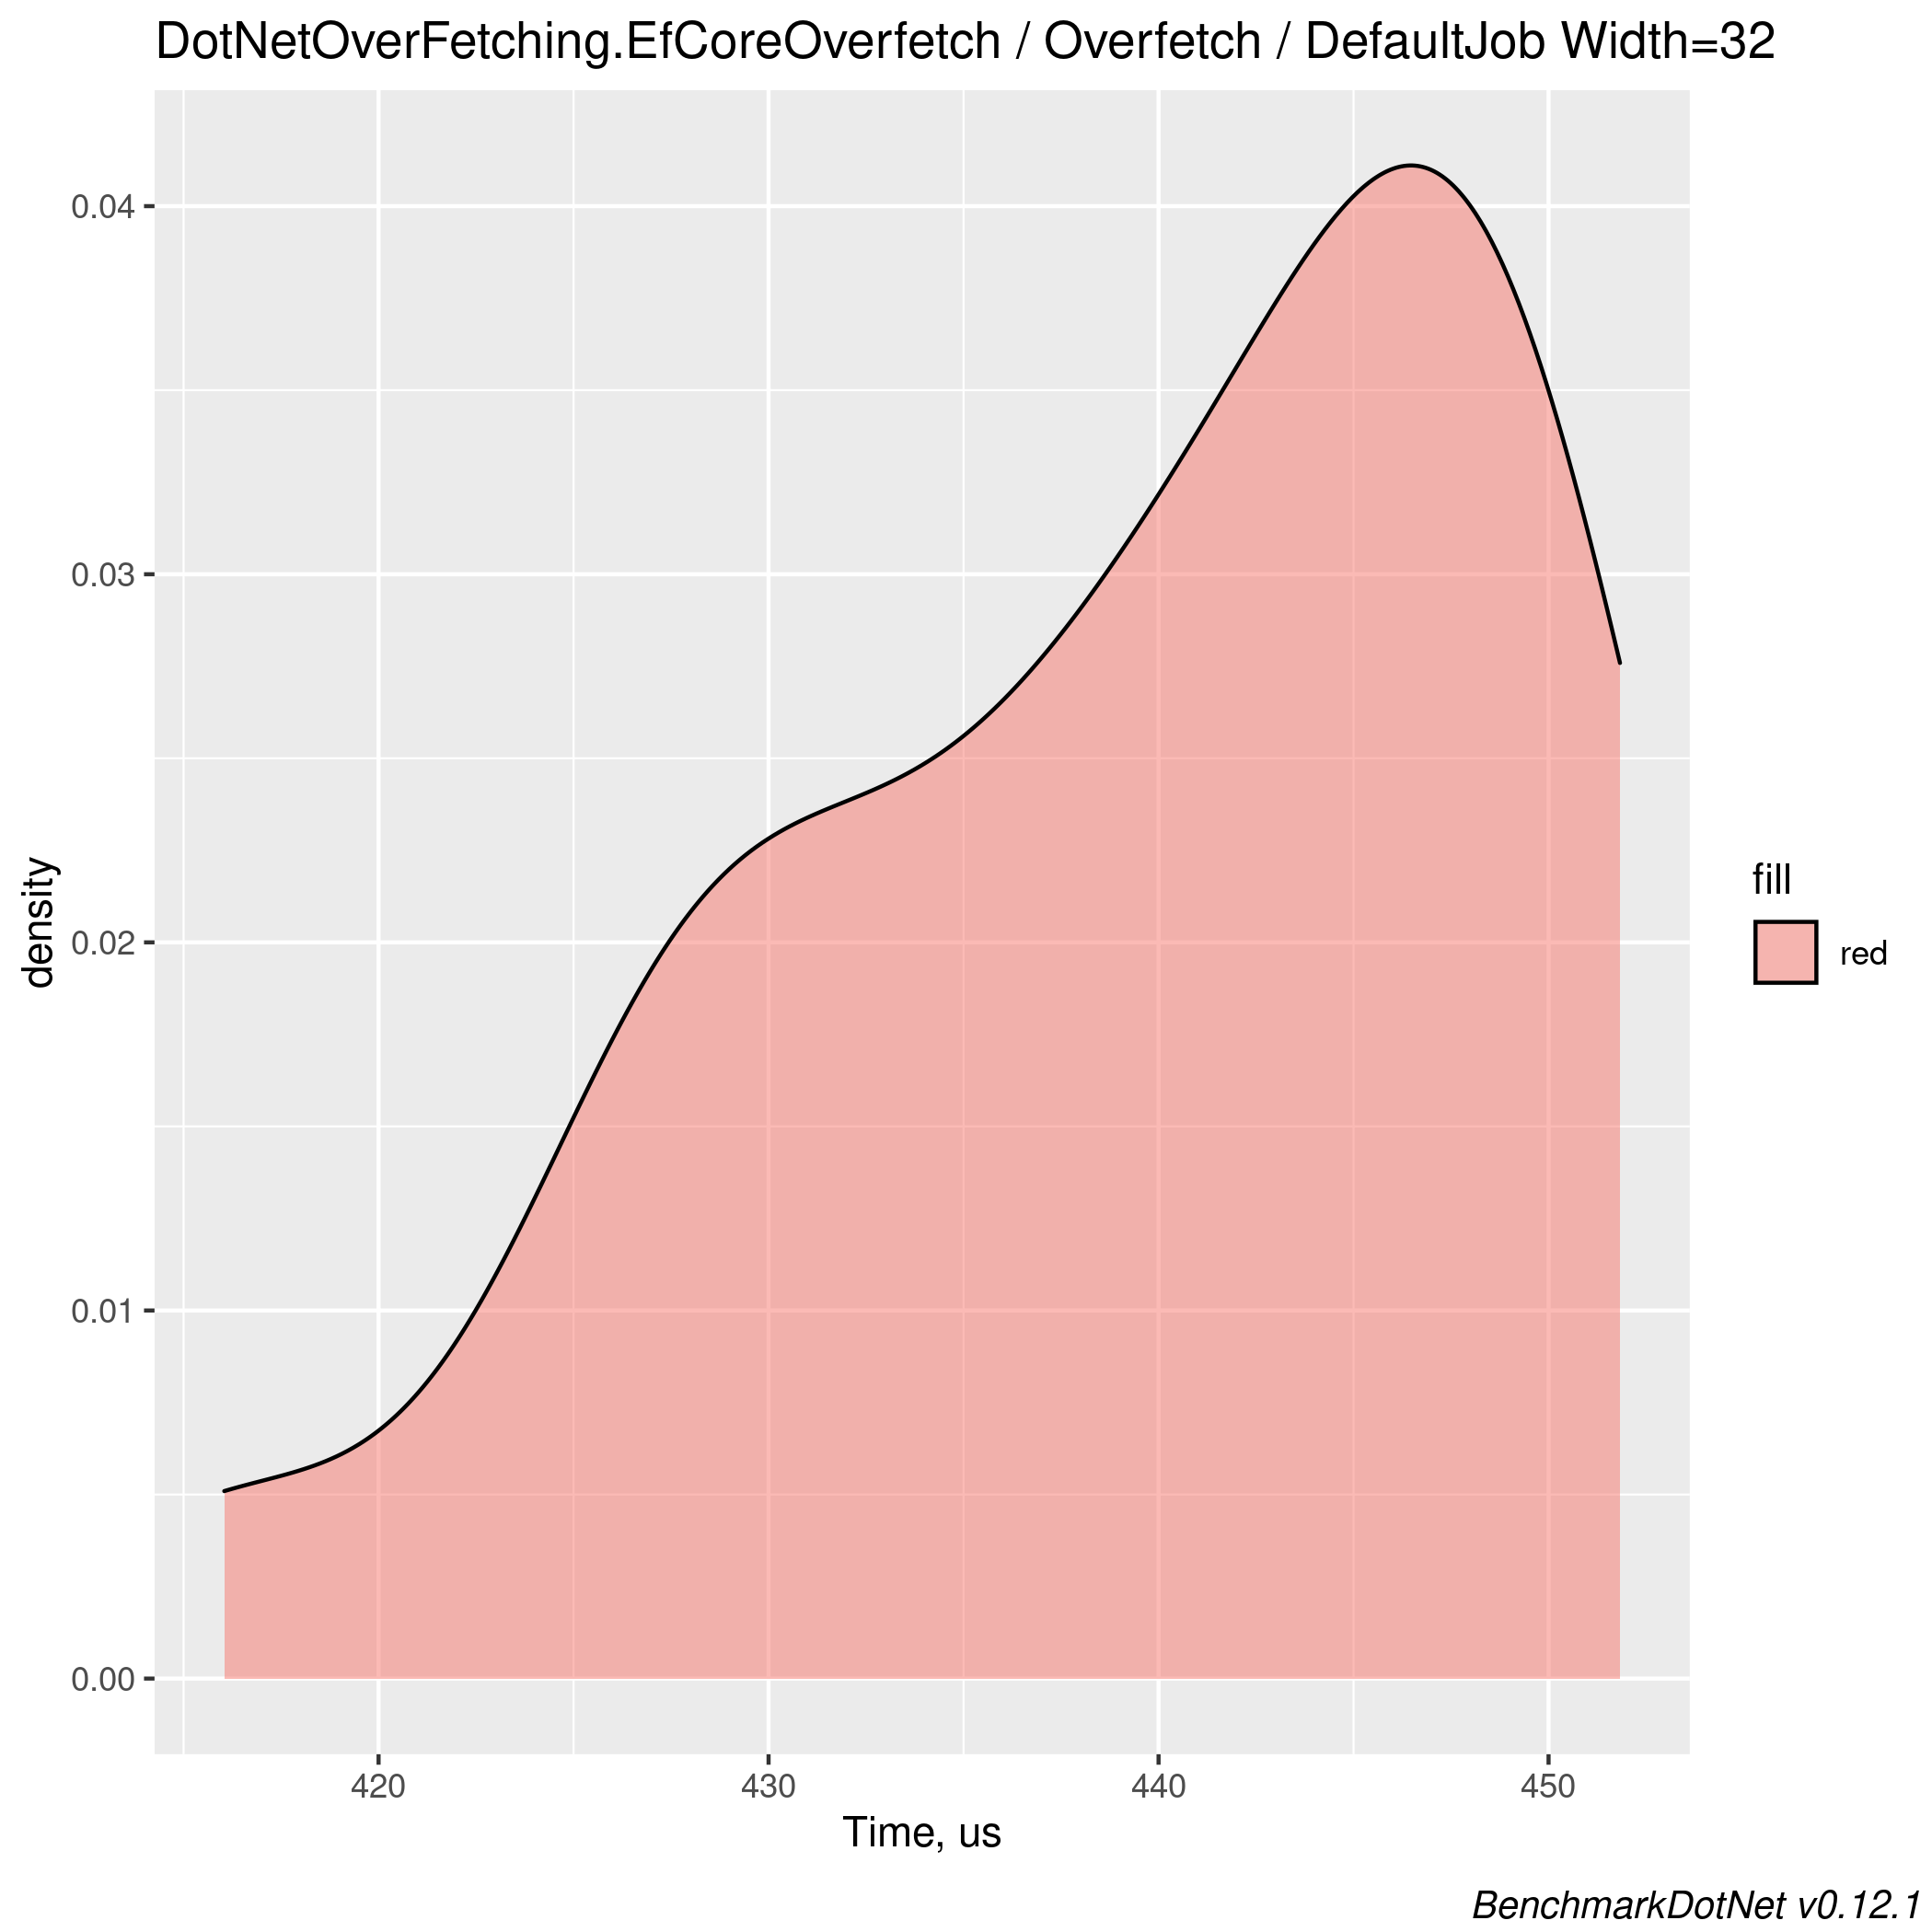 DotNetOverFetching.EfCoreOverfetch / Overfetch / DefaultJob Width=32
0.04
0.03
0.02
0.01
0.00
density
420 430 440 450
Time, us
fill
red
BenchmarkDotNet v0.12.1